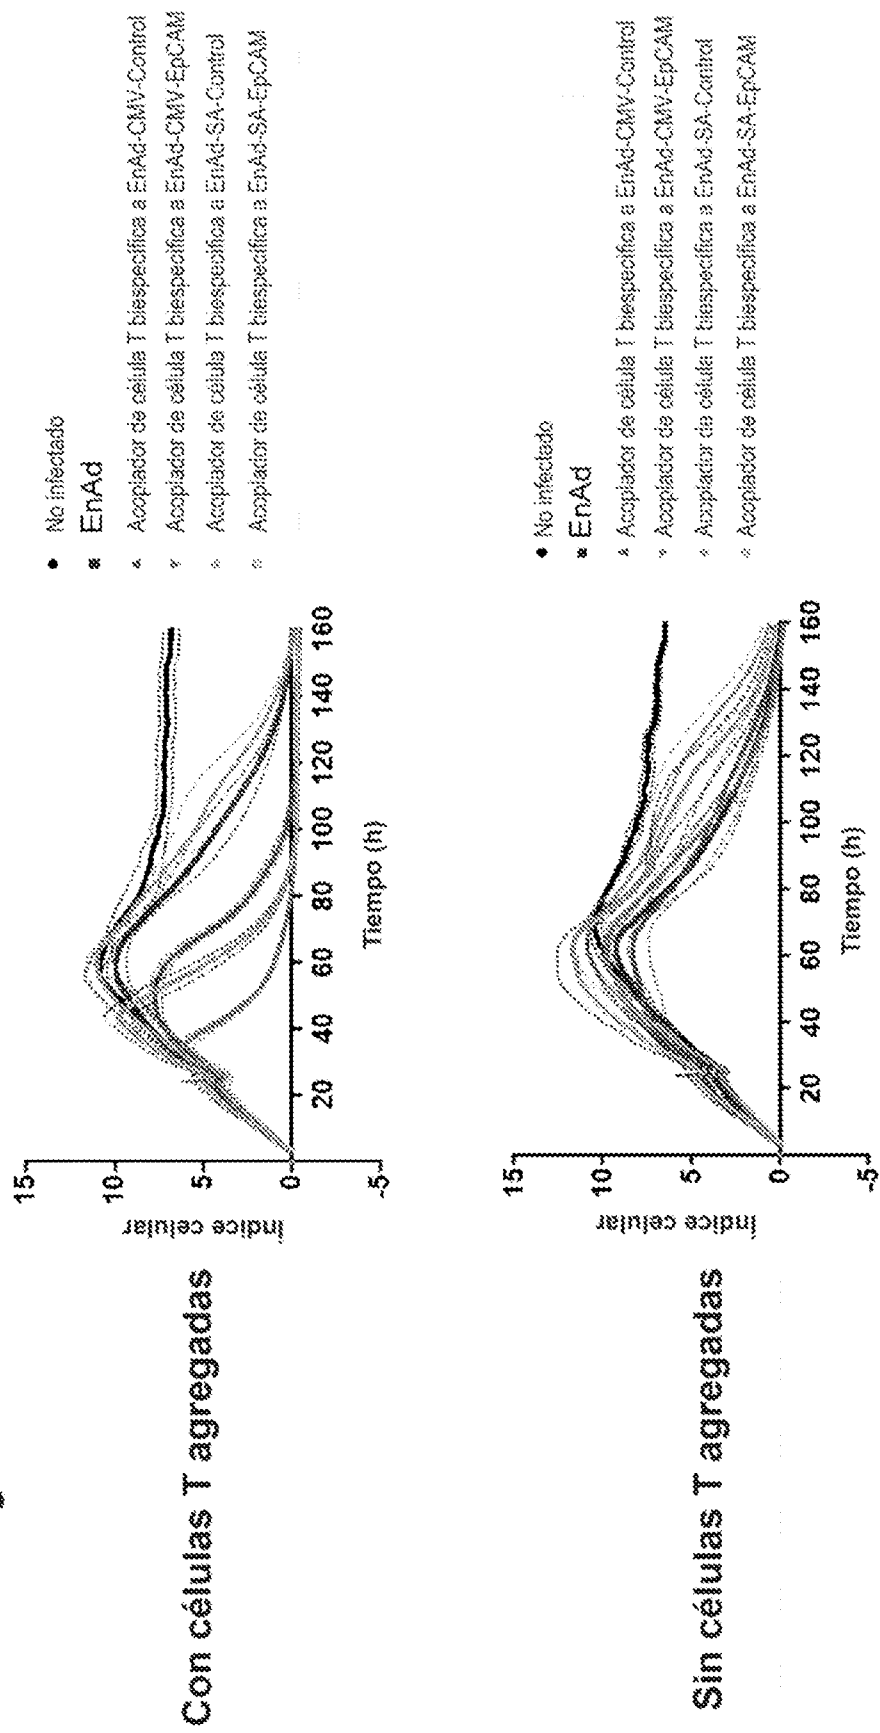 Con células T agregadas
Índice celular
15
10
5
0
-5
20
40
60
80
100
120
140
160
Tiempo (h)
No infectado
EnAd
Acoplador de célula T biespecífica a EnAd-CMV-Control
Acoplador de célula T biespecífica a EnAd-CMV-EpCAM
Acoplador de célula T biespecífica a EnAd-SA-Control
Acoplador de célula T biespecífica a EnAd-SA-EpCAM
Sin células T agregadas
Índice celular
15
10
5
0
-5
20
40
60
80
100
120
140
160
Tiempo (h)
No infectado
EnAd
Acoplador de célula T biespecífica a EnAd-CMV-Control
Acoplador de célula T biespecífica a EnAd-CMV-EpCAM
Acoplador de célula T biespecífica a EnAd-SA-Control
Acoplador de célula T biespecífica a EnAd-SA-EpCAM